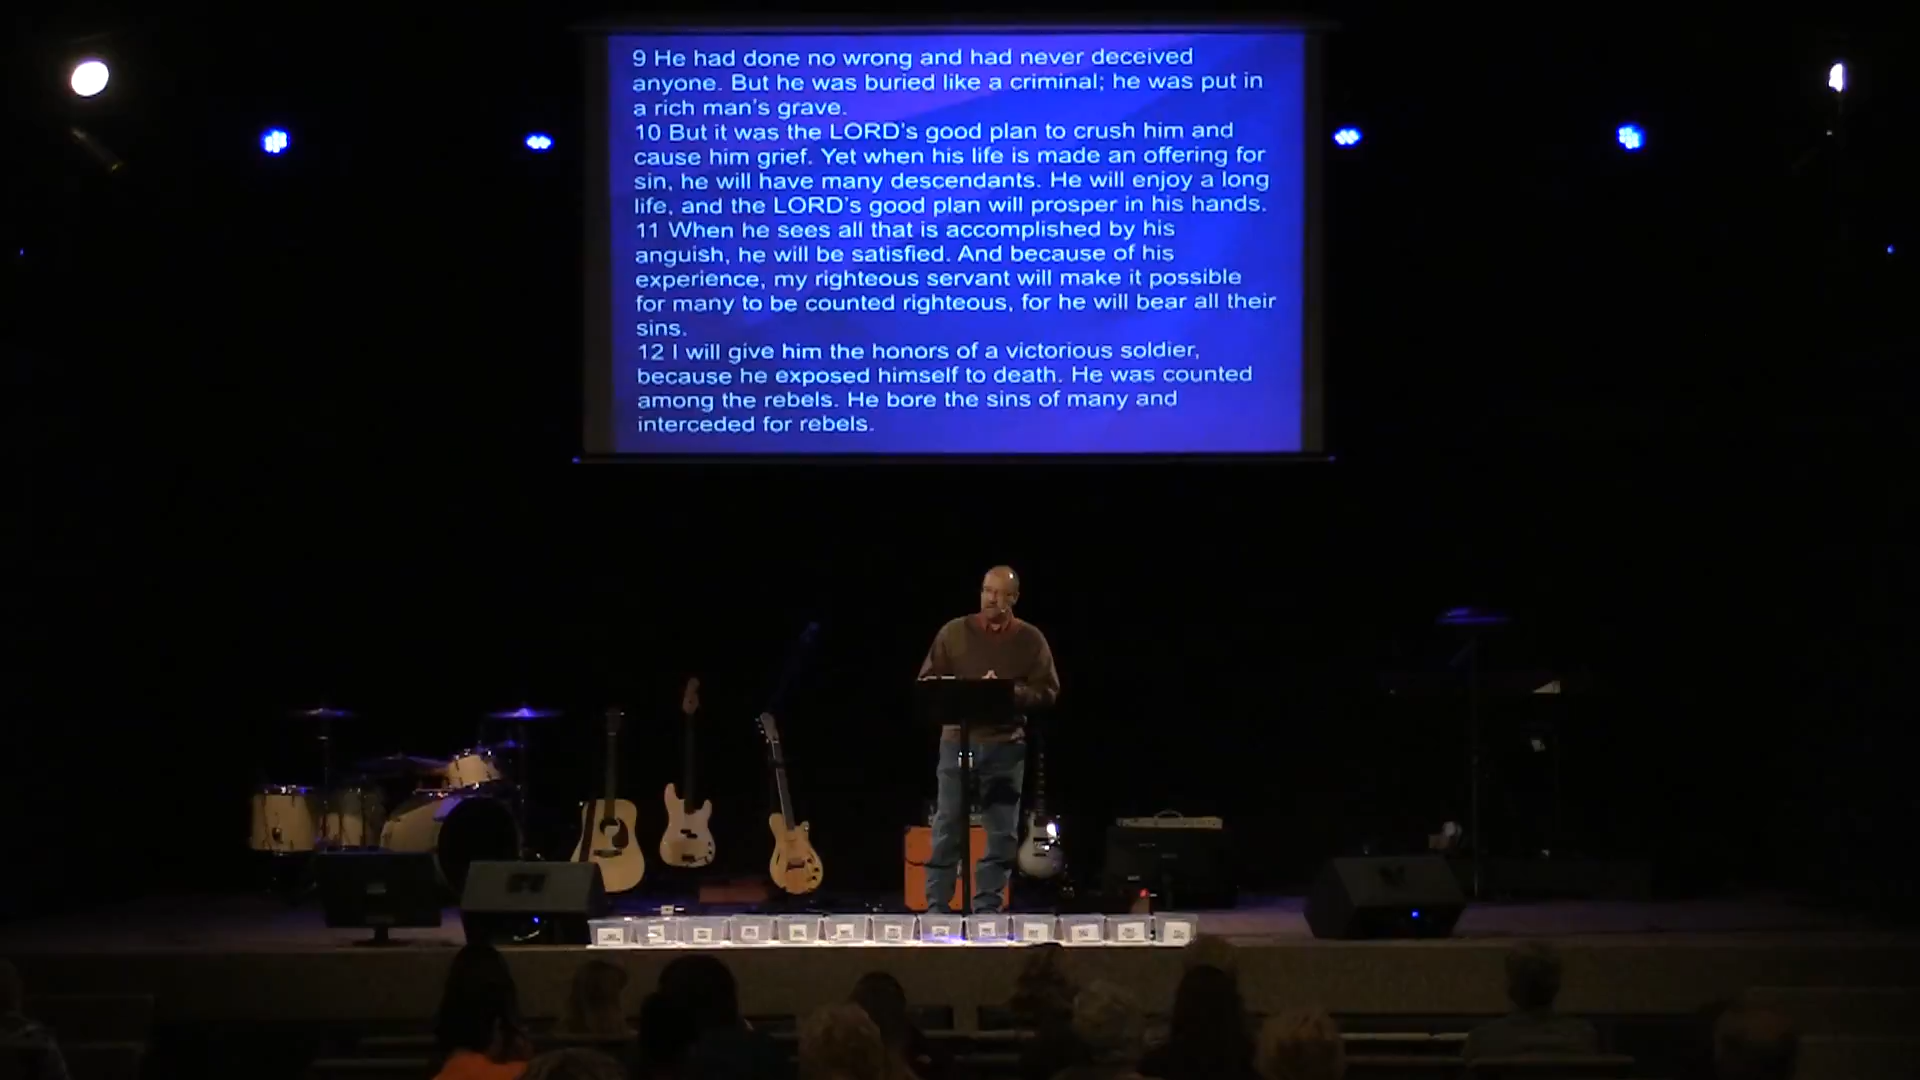 9 He had done no wrong and had never deceived
anyone. But he was buried like a criminal; he was put in
a rich man's grave.
10 But it was the LORD's good plan to crush him and
cause him grief. Yet when his life is made an offering for
sin, he will have many descendants. He will enjoy a long
life, and the LORD's good plan will prosper in his hands.
11 When he sees all that is accomplished by his
anguish, he will be satisfied. And because of his
experience, my righteous servant will make it possible
for many to be counted righteous, for he will bear all their
sins.
12 I will give him the honors of a victorious soldier,
because he exposed himself to death. He was counted
among the rebels. He bore the sins of many and
interceded for rebels.